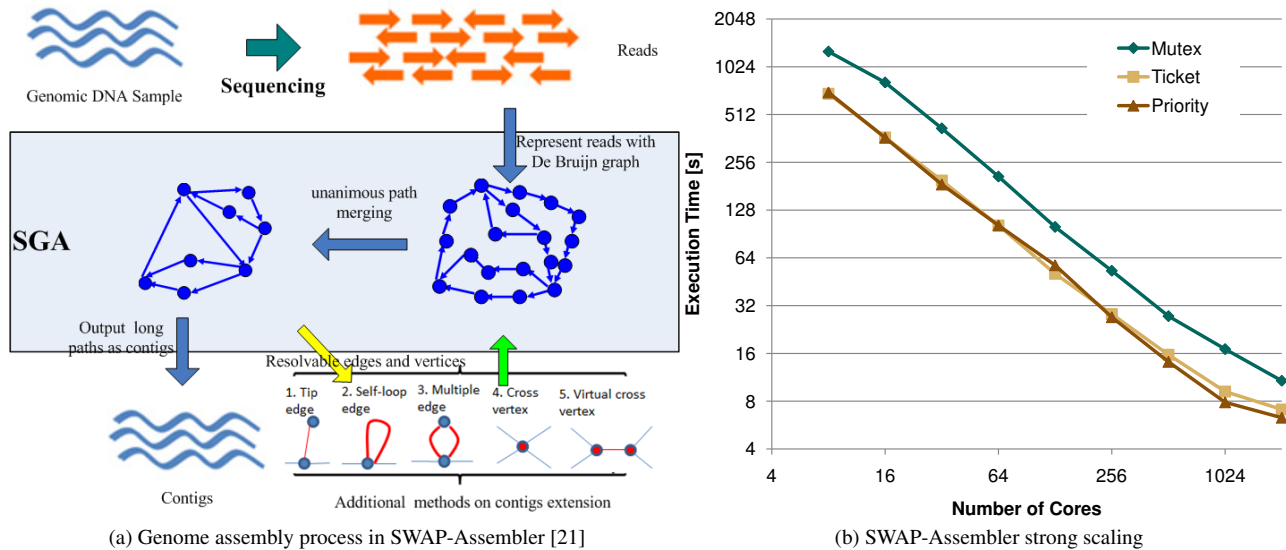 Genomic DNA Sample
Sequencing
Reads
Represent reads with
De Bruijn graph
unanimous path
merging
SGA
Output long
paths as contigs
Resolvable edges and vertices
1. Tip
edge
2. Self-loop
edge
3. Multiple
edge
4. Cross
vertex
5. Virtual cross
vertex
Contigs
Additional methods on contigs extension
(a) Genome assembly process in SWAP-Assembler [21]
Execution Time [s]
2048
1024
512
256
128
64
32
16
8
4
Mutex
Ticket
Priority
4
16
64
256
1024
Number of Cores
(b) SWAP-Assembler strong scaling